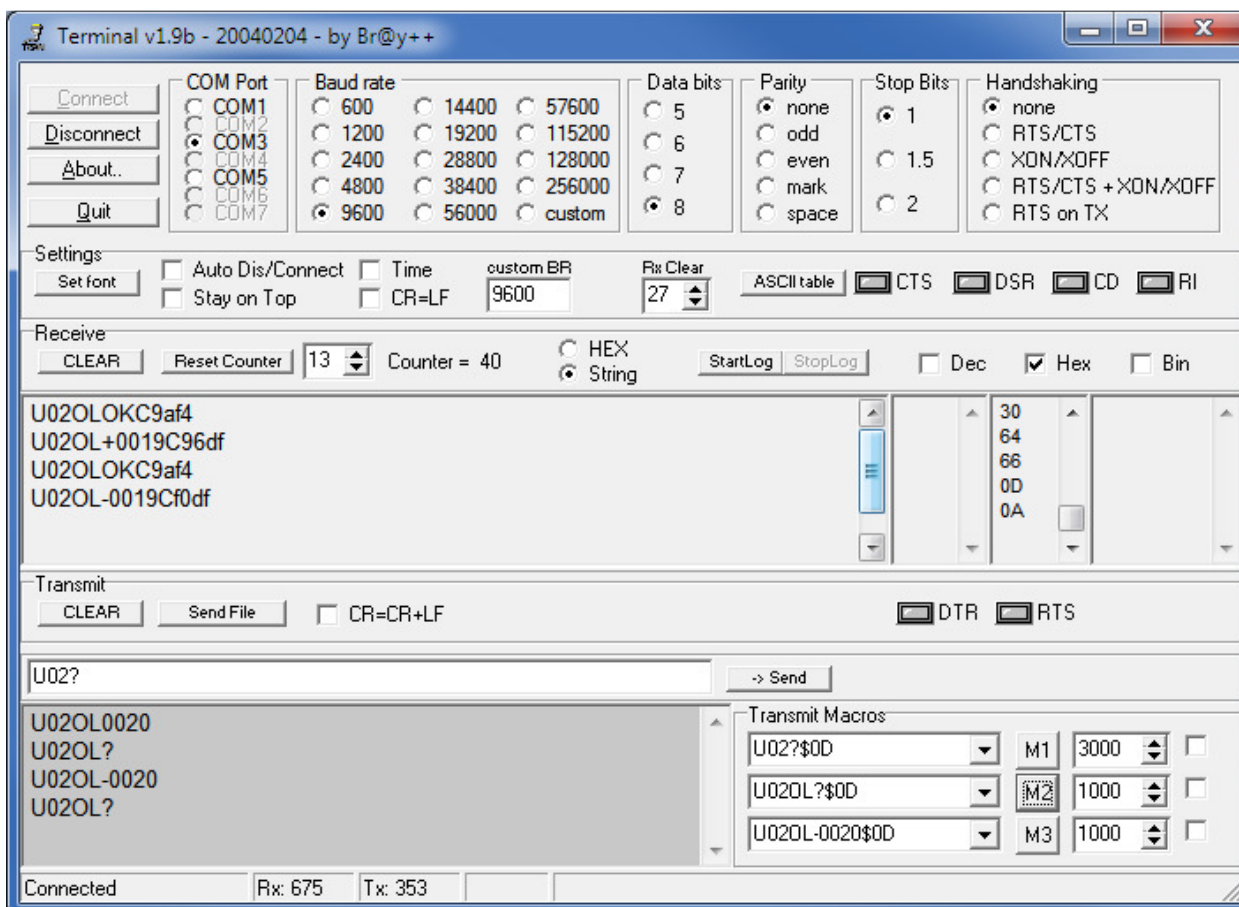 Terminal v1.9b - 20040204 - by Br@y++
Connect
Disconnect
About..
Quit
COM Port
COM1
COM2
COM3
COM4
COM5
COM6
COM7
Baud rate
600 14400 57600
1200 19200 115200
2400 28800 128000
4800 38400 256000
9600 56000 custom
Data bits
5
6
7
8
Parity
none
odd
even
mark
space
Stop Bits
1
1.5
2
Handshaking
none
RTS/CTS
XON/XOFF
RTS/CTS + XON/XOFF
RTS on TX
Settings
Set font
Auto Dis/Connect
Stay on Top
Time
CR=LF
custom BR
9600
Rx Clear
27
ASCII table
CTS DSR CD RI
Receive
CLEAR Reset Counter 13 Counter = 40
HEX
String
StartLog StopLog Dec Hex Bin
U02OLOKC9af4
U02OL+0019C96df
U02OLOKC9af4
U02OL-0019Cf0df
30
64
66
0D
0A
Transmit
CLEAR Send File CR=CR+LF DTR RTS
U02? -> Send
U02OL0020
U02OL?
U02OL-0020
U02OL?
Transmit Macros
U02?$0D M1 3000
U02OL?$0D M2 1000
U02OL-0020$0D M3 1000
Connected Rx: 675 Tx: 353